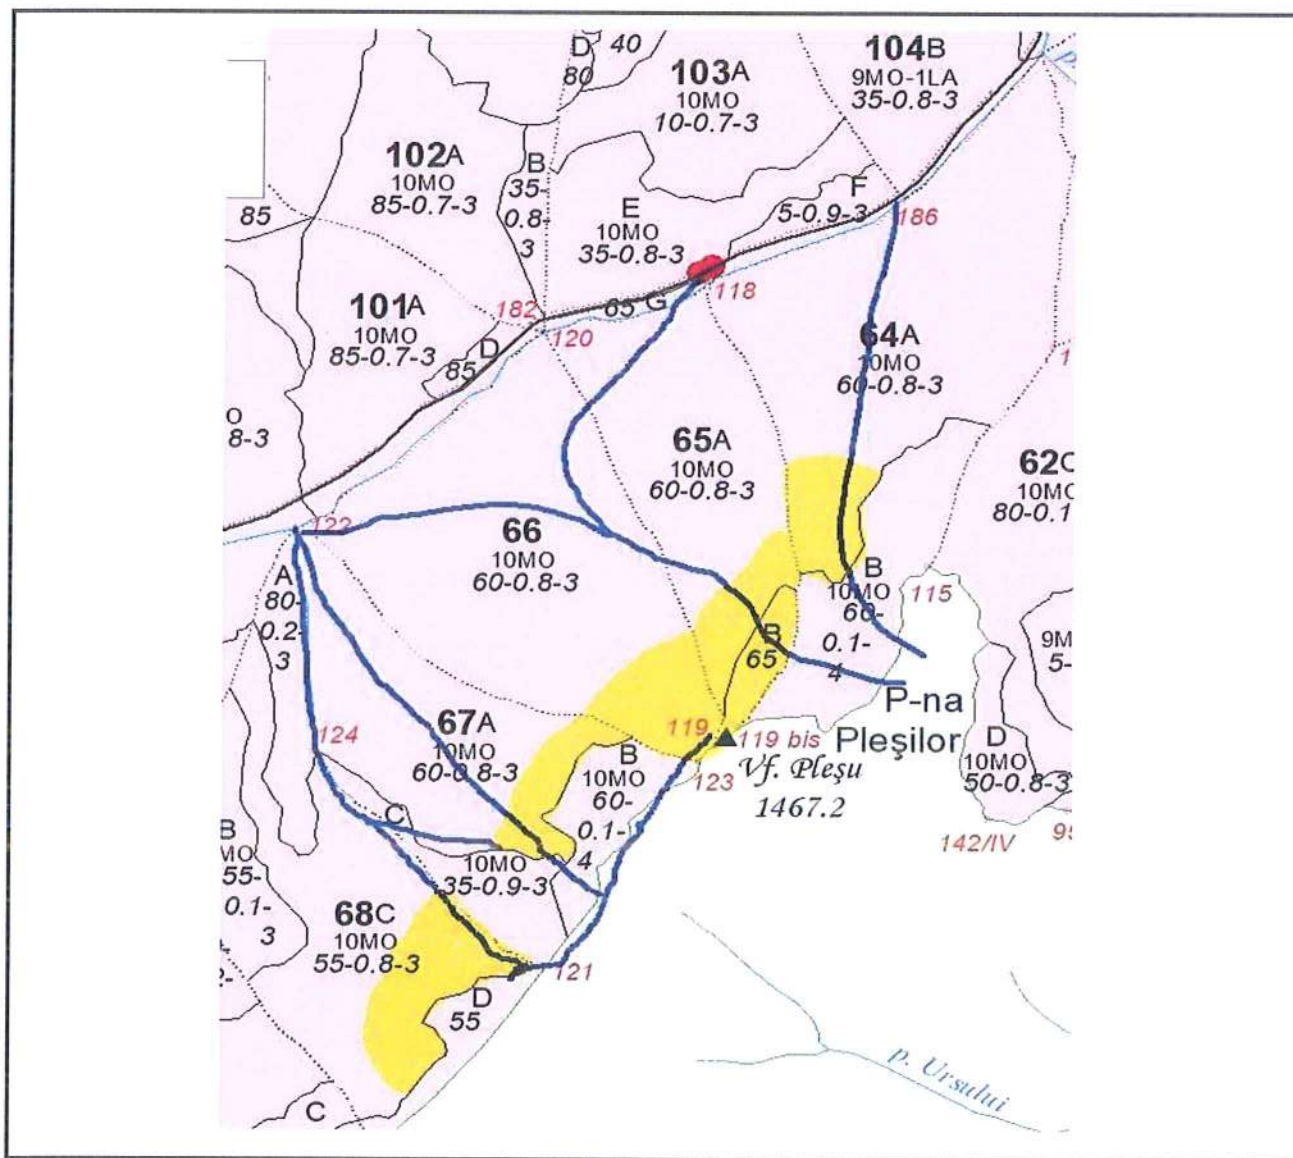 D
80
40
103A
10MO
10-0.7-3
104B
9MO-1LA
35-0.8-3
p.
102A
10MO
85-0.7-3
B
35-
0.8-
3
E
10MO
35-0.8-3
F
5-0.9-3
186
85
118
182
65 G
120
101A
10MO
85-0.7-3
D
85
64A
10MO
60-0.8-3
O
8-3
65A
10MO
60-0.8-3
62C
10MO
80-0.1
122
66
10MO
60-0.8-3
A
80-
0.2-
3
B
10MO
60-
0.1-
4
115
B
65
9M
5-
P-na
Pleşilor
119
119 bis
Vf. Pleşu
1467.2
123
D
10MO
50-0.8-3
142/IV
124
67A
10MO
60-0.8-3
B
10MO
60-
0.1-
4
C
10MO
35-0.9-3
B
MO
55-
0.1-
3
68C
10MO
55-0.8-3
121
D
55
p. Ursului
C